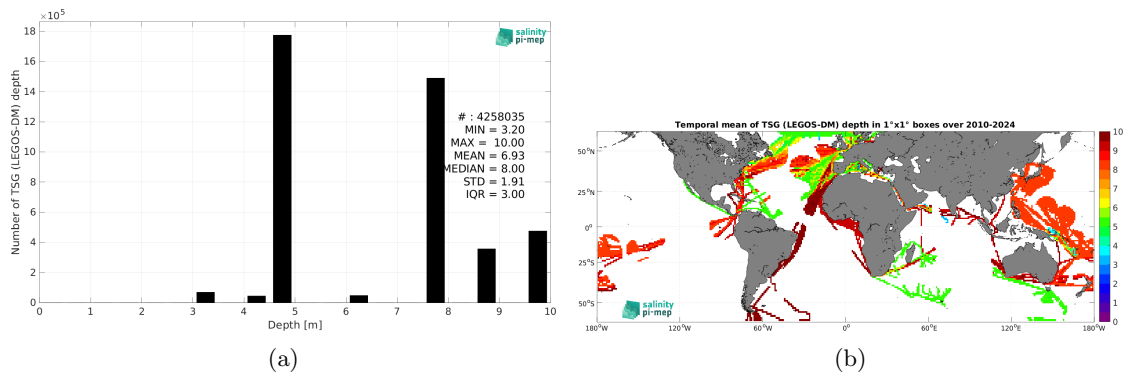 ×10⁵
18
16
14
12
10
8
6
4
2
0
Number of TSG (LEGOS-DM) depth
salinity
pi-mep
# : 4258035
MIN = 3.20
MAX = 10.00
MEAN = 6.93
MEDIAN = 8.00
STD = 1.91
IQR = 3.00
0 1 2 3 4 5 6 7 8 9 10
Depth [m]
(a)
Temporal mean of TSG (LEGOS-DM) depth in 1°x1° boxes over 2010-2024
50°N
25°N
0°
25°S
50°S
salinity
pi-mep
180°W 120°W 60°W 0° 60°E 120°E 180°E
10
9
8
7
6
5
4
3
2
1
0
(b)